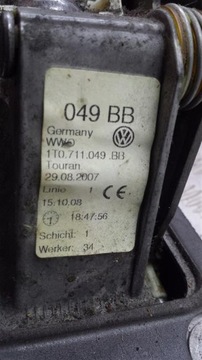 049 BB
Germany
WWO
1T0.711.049 .BB
Touran
29.08.2007
Linie 1 CE
15.10.08
18:47:56
Schicht: 1
Werker: 34